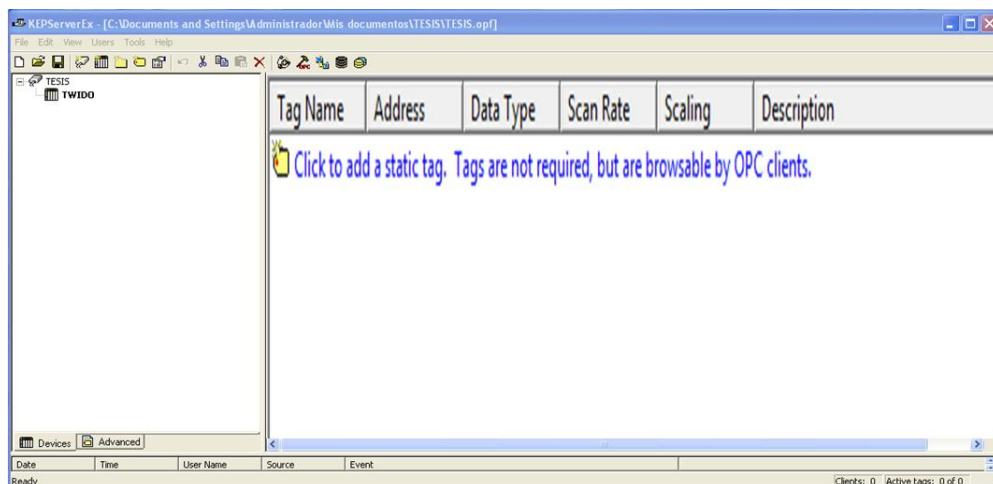 KEPServerEx - [C:\Documents and Settings\Administrador\Mis documentos\TESIS\TESIS.opf]
File Edit View Users Tools Help
TESIS
TWIDO
Tag Name Address Data Type Scan Rate Scaling Description
Click to add a static tag. Tags are not required, but are browsable by OPC clients.
Devices Advanced
Date Time User Name Source Event
Ready Clients: 0 Active tags: 0 of 0